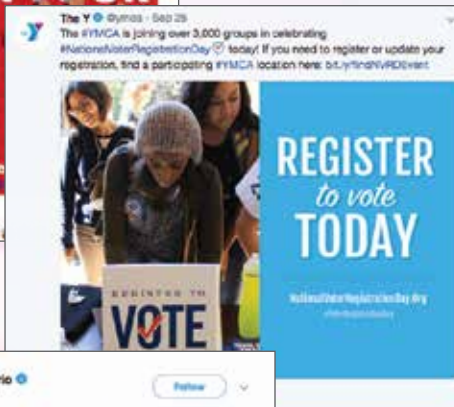 The Y @ymca · Sep 26
The #YMCA is joining over 3,000 groups in celebrating
#NationalVoterRegistrationDay today! If you need to register or update your
registration, find a participating #YMCA location here: bit.ly/findNVRDEvent
REGISTER
to vote
TODAY
NationalVoterRegistrationDay.Org
REGISTER TO
VOTE
Follow